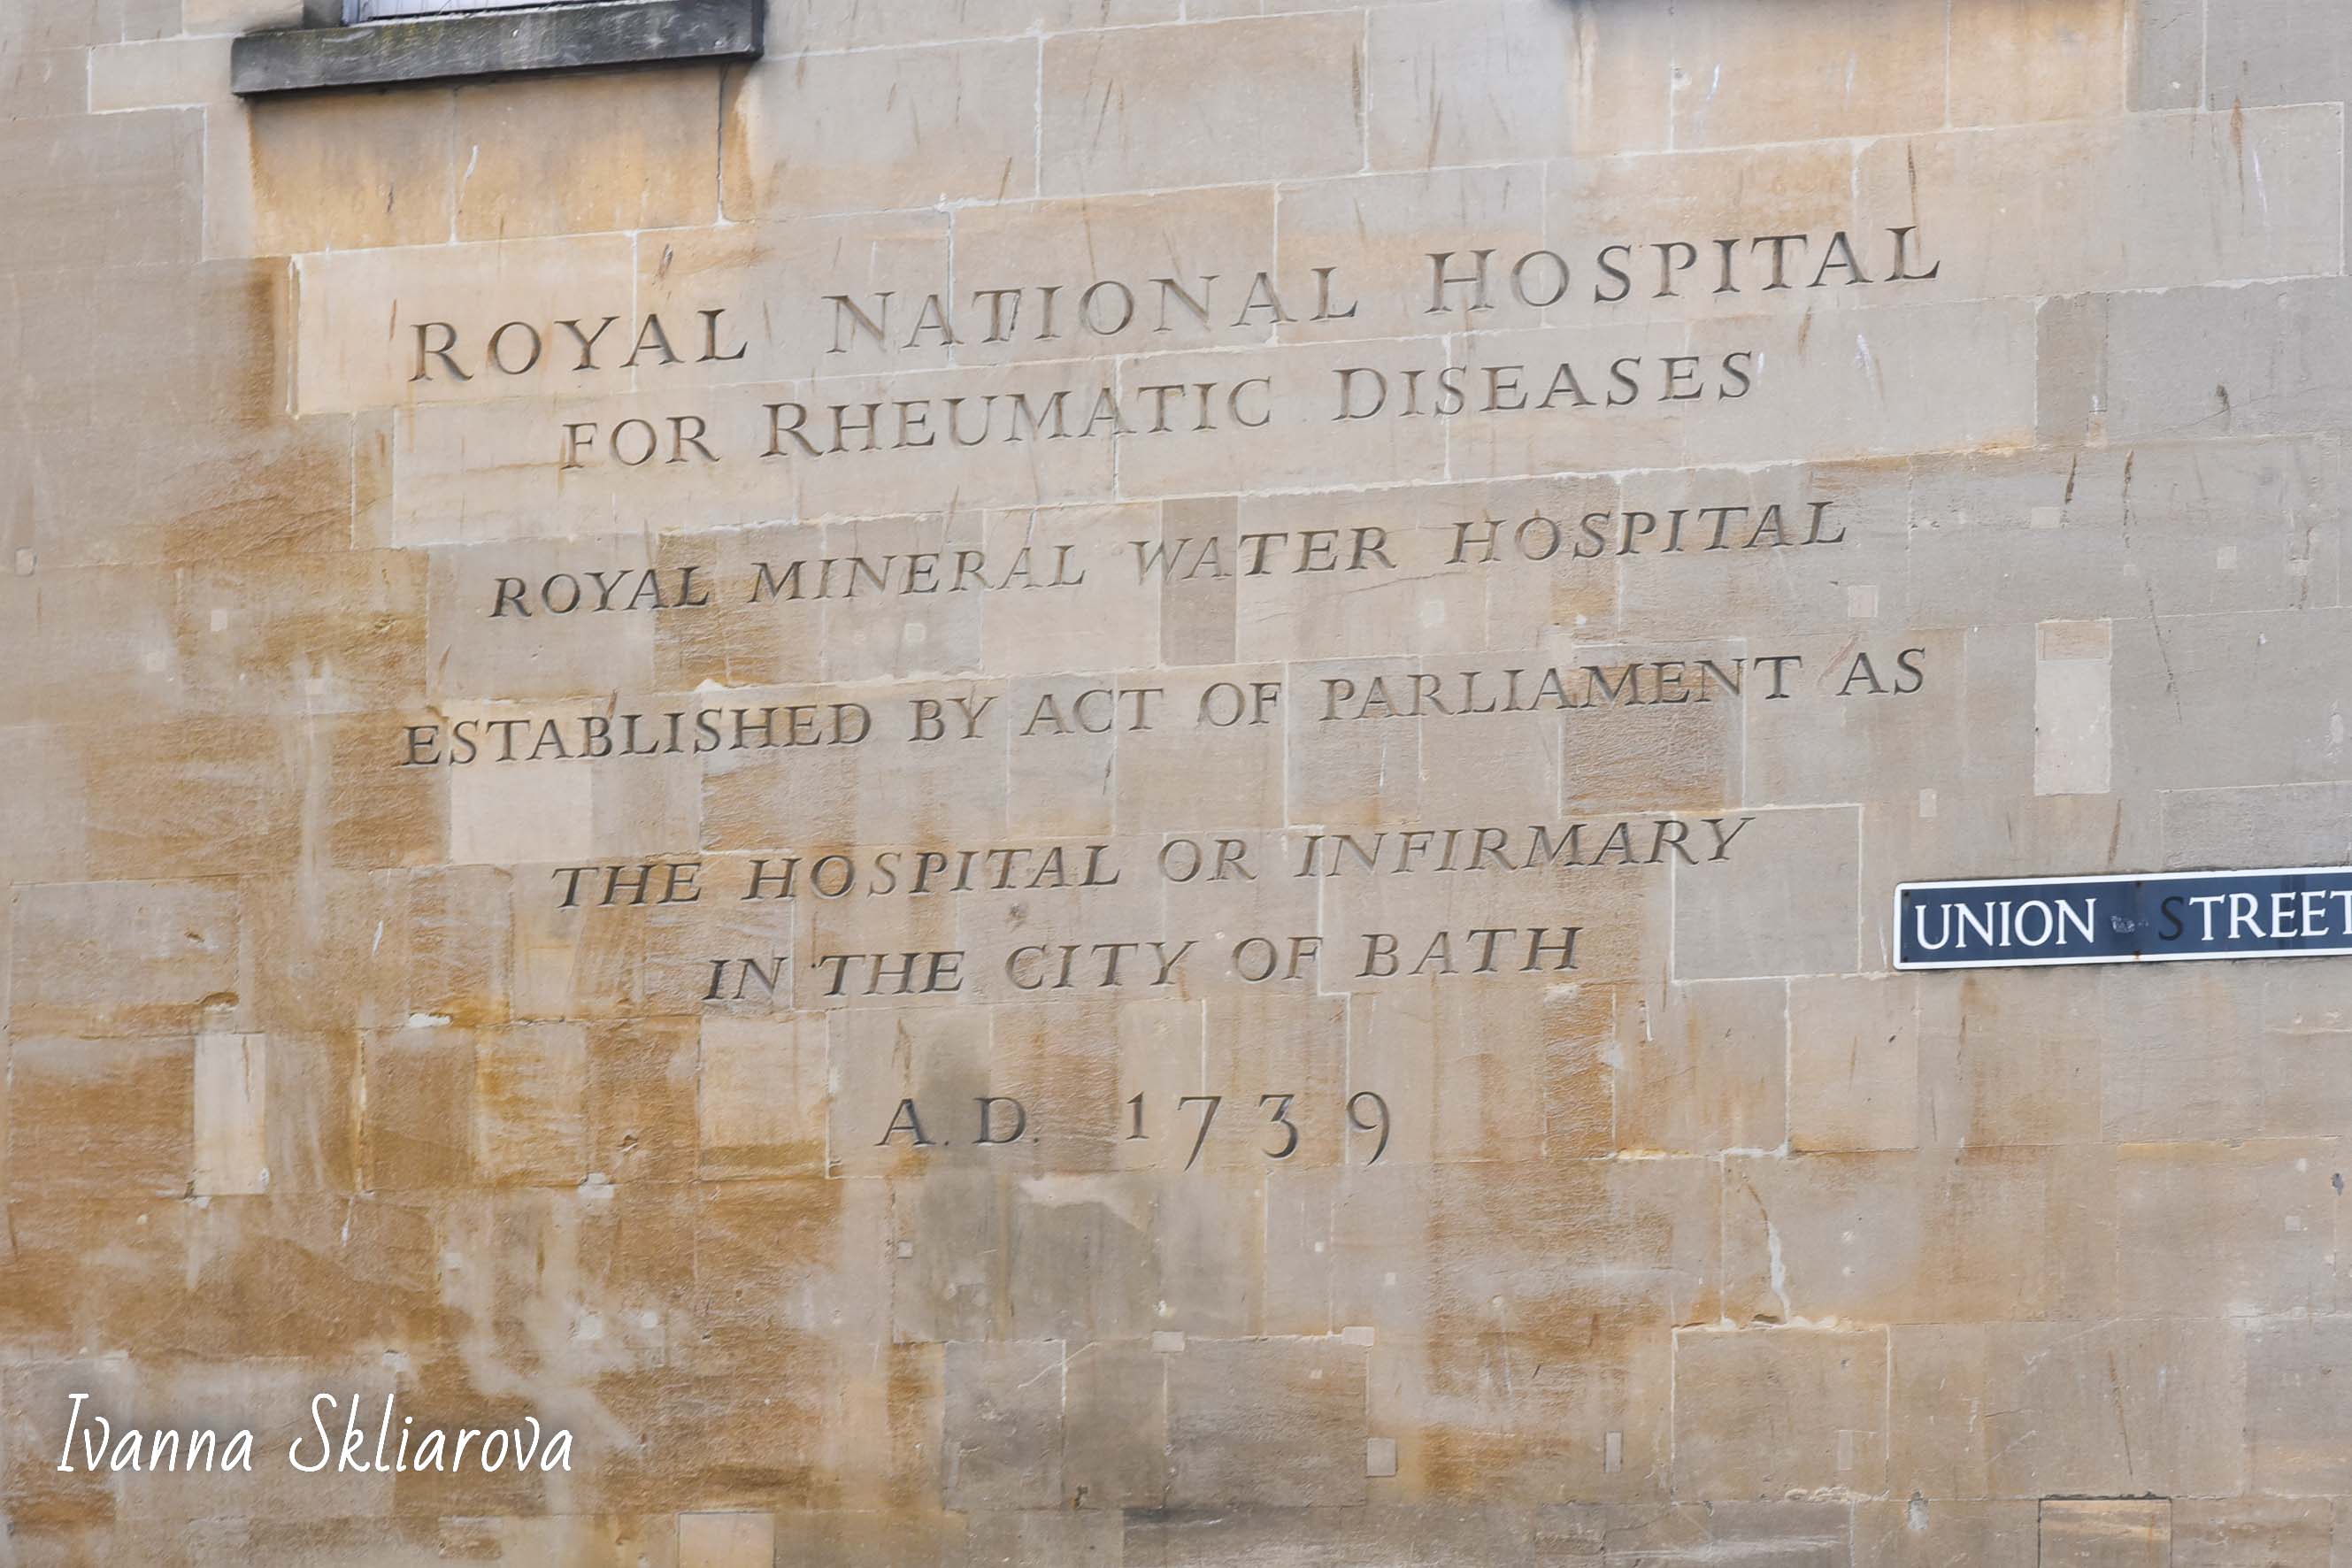 ROYAL NATIONAL HOSPITAL
FOR RHEUMATIC DISEASES
ROYAL MINERAL WATER HOSPITAL
ESTABLISHED BY ACT OF PARLIAMENT AS
THE HOSPITAL OR INFIRMARY
IN THE CITY OF BATH
A.D. 1739
UNION STREET
Ivanna Skliarova